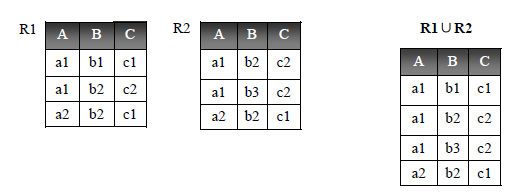 R1
A B C
a1 b1 c1
a1 b2 c2
a2 b2 c1
R2
A B C
a1 b2 c2
a1 b3 c2
a2 b2 c1
R1 ∪ R2
A B C
a1 b1 c1
a1 b2 c2
a1 b3 c2
a2 b2 c1